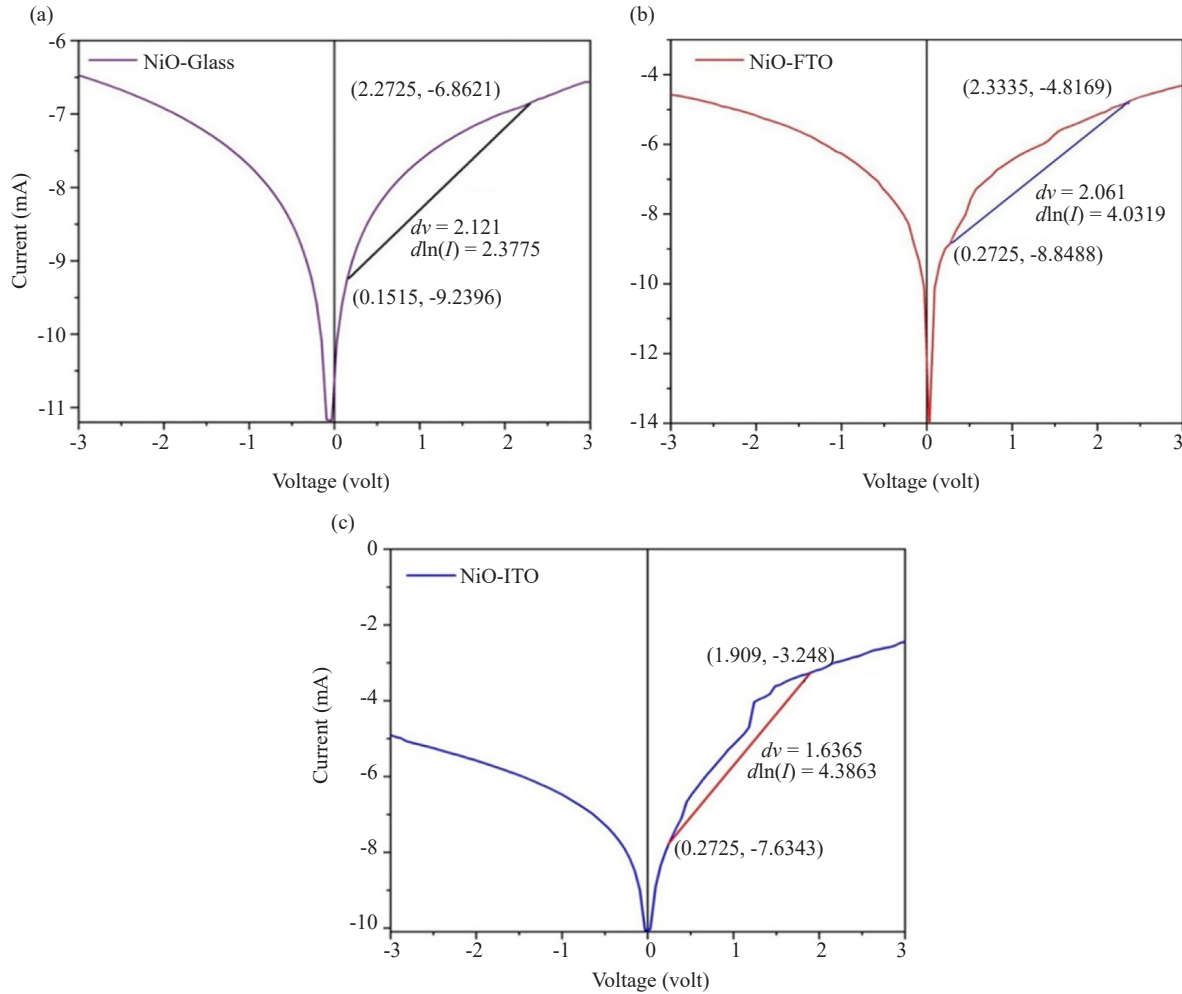 (a)
NiO-Glass
(2.2725, -6.8621)
dv = 2.121
dln(I) = 2.3775
(0.1515, -9.2396)
-6
-7
-8
-9
-10
-11
Current (mA)
-3
-2
-1
0
1
2
3
Voltage (volt)
(b)
NiO-FTO
(2.3335, -4.8169)
dv = 2.061
dln(I) = 4.0319
(0.2725, -8.8488)
-4
-6
-8
-10
-12
-14
-3
-2
-1
0
1
2
3
Voltage (volt)
(c)
NiO-ITO
(1.909, -3.248)
dv = 1.6365
dln(I) = 4.3863
(0.2725, -7.6343)
0
-2
-4
-6
-8
-10
Current (mA)
-3
-2
-1
0
1
2
3
Voltage (volt)